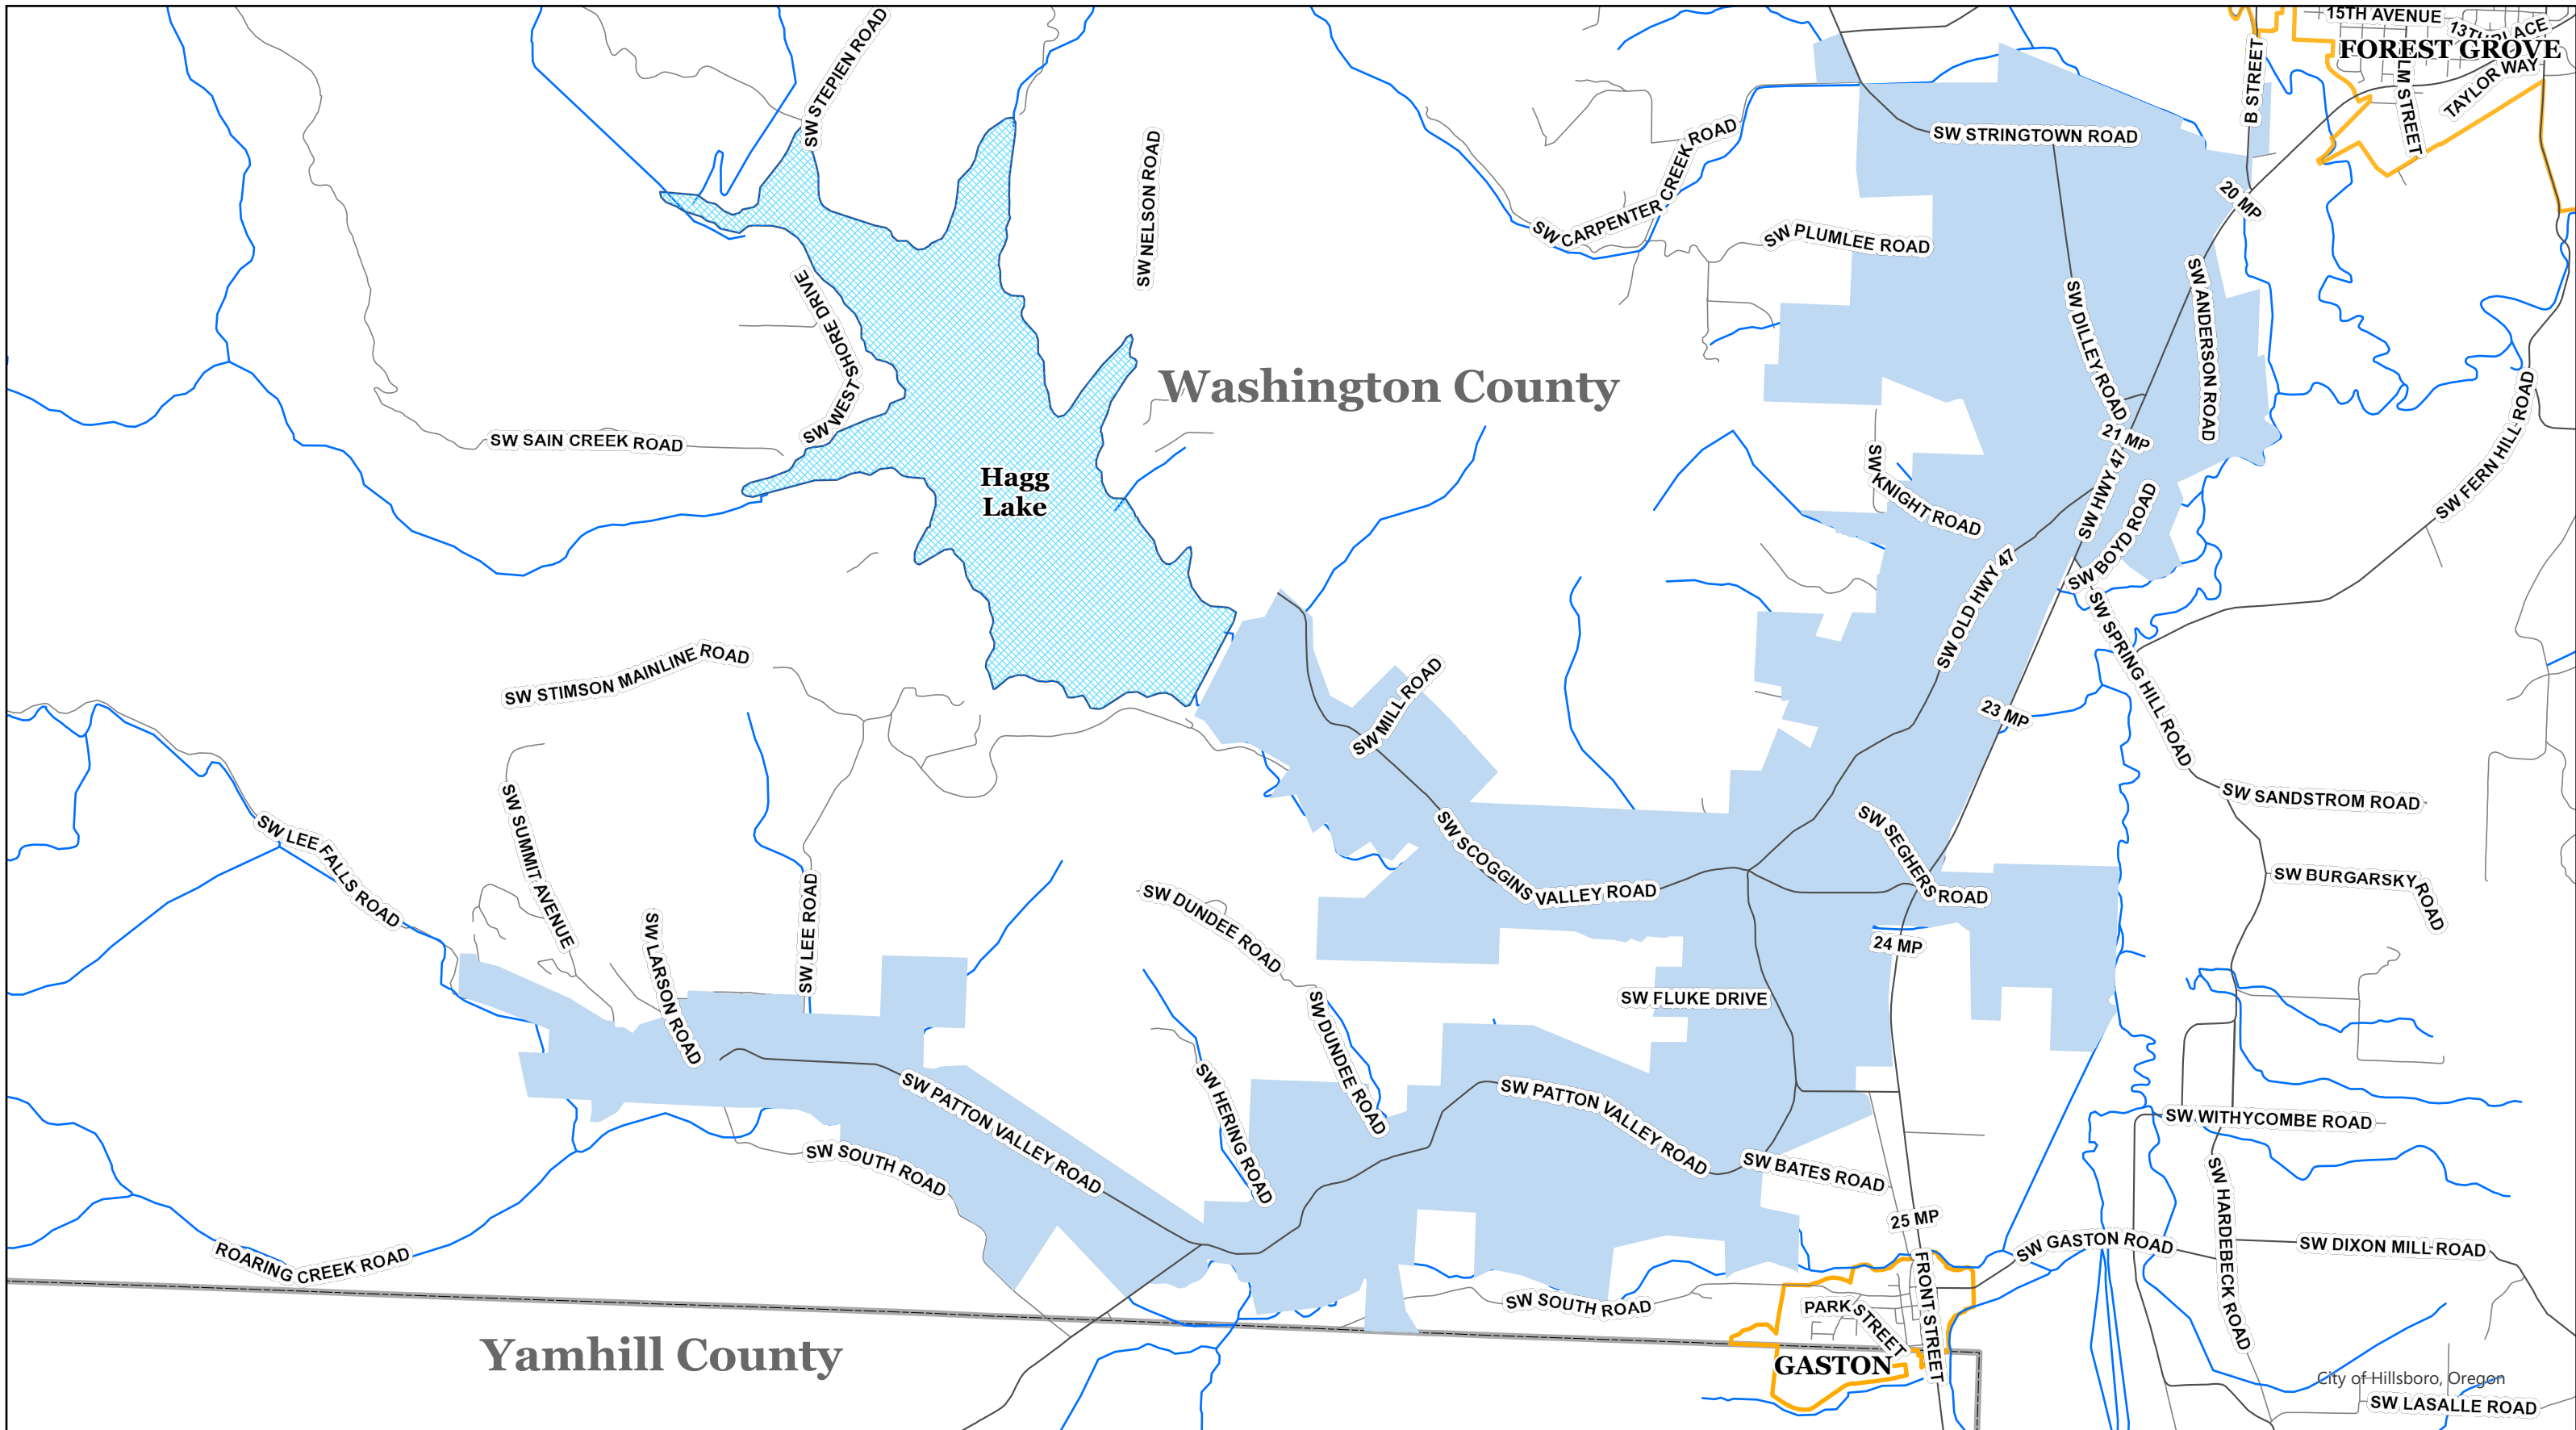 15TH AVENUE
13TH PLACE
FOREST GROVE
TAYLOR WAY
B STREET
SW STEPIEN ROAD
SW STRINGTOWN ROAD
SW NELSON ROAD
SW CARPENTER CREEK ROAD
SW PLUMLEE ROAD
20 MP
SW WEST SHORE DRIVE
SW DILLEY ROAD
SW ANDERSON ROAD
Washington County
SW SAIN CREEK ROAD
21 MP
SW FERN HILL ROAD
Hagg
Lake
SW KNIGHT ROAD
SW HWY 47
SW BOYD ROAD
SW OLD HWY 47
SW SPRING HILL ROAD
SW STIMSON MAINLINE ROAD
SW MILL ROAD
23 MP
SW SANDSTROM ROAD
SW LEE FALLS ROAD
SW SUMMIT AVENUE
SW SCOGGINS VALLEY ROAD
SW SEGHERS ROAD
SW BURGARSKY ROAD
SW LEE ROAD
SW LARSON ROAD
SW DUNDEE ROAD
24 MP
SW FLUKE DRIVE
SW DUNDEE ROAD
SW PATTON VALLEY ROAD
SW HERING ROAD
SW PATTON VALLEY ROAD
SW WITHYCOMBE ROAD
SW SOUTH ROAD
SW BATES ROAD
25 MP
SW HARDEBECK ROAD
ROARING CREEK ROAD
SW GASTON ROAD
SW DIXON MILL ROAD
SW SOUTH ROAD
PARK STREET
FRONT STREET
Yamhill County
GASTON
City of Hillsboro, Oregon
SW LASALLE ROAD